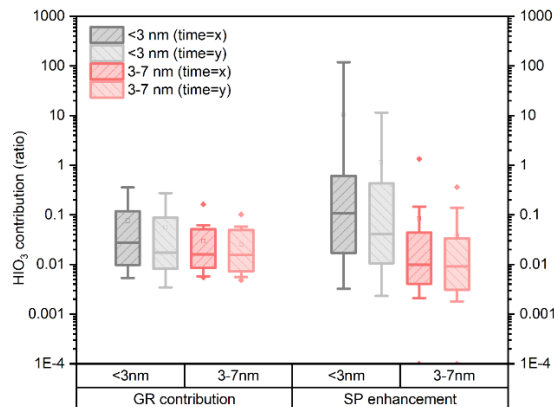 1000
1000
<3 nm (time=x)
<3 nm (time=y)
3-7 nm (time=x)
3-7 nm (time=y)
100
100
10
10
1
1
0.1
0.1
0.01
0.01
0.001
0.001
1E-4
1E-4
HIO₃ contribution (ratio)
<3nm
3-7nm
<3nm
3-7nm
GR contribution
SP enhancement